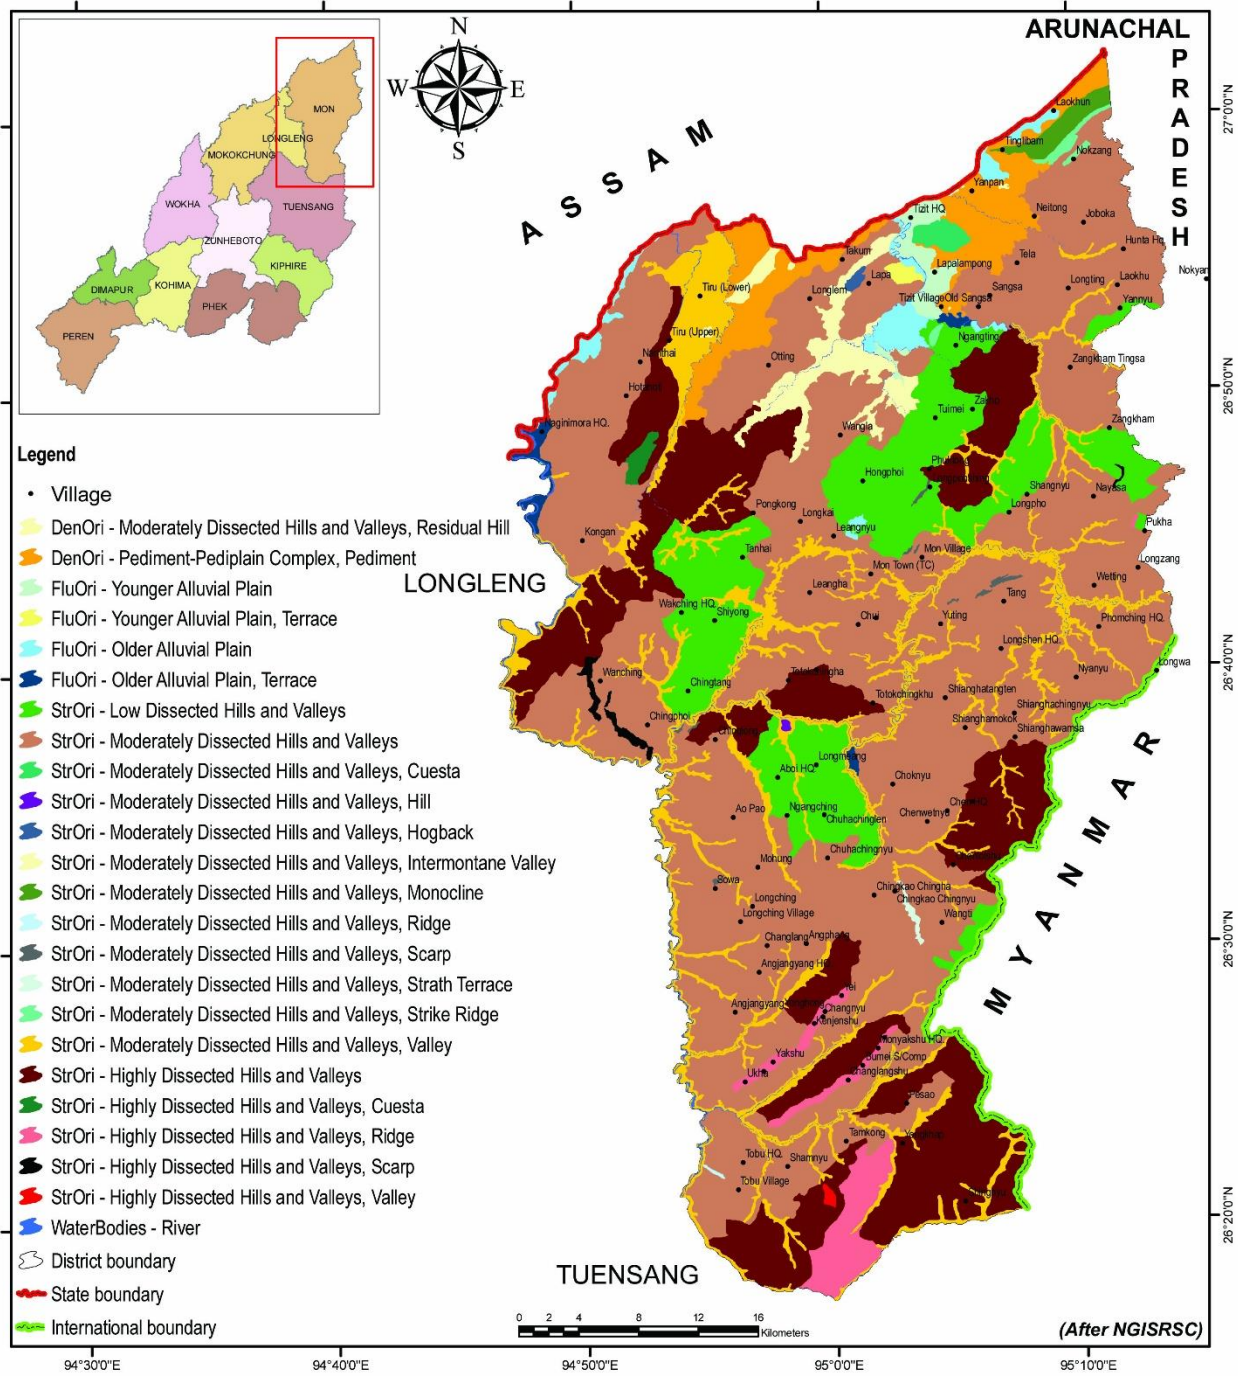 ARUNACHAL
PRADESH
N
W
E
S
ASSAM
MON
LONGLENG
MOKOKCHUNG
WOKHA
TUENSANG
ZUNHEBOTO
KIPHIRE
DIMAPUR
KOHIMA
PHEK
PEREN
27°0'0"N
26°50'0"N
26°40'0"N
26°30'0"N
26°20'0"N
Laokhun
Tinglibam
Nokzang
Yanpan
Tizit HQ
Neitong
Joboka
Hunta Hq
Takum
Lapa
Lapalampong
Tela
Nokyan
Longlem
Tizit Village
Old Sangsa
Sangsa
Longting
Laokhu
Yannyu
Tiru (Lower)
Tiru (Upper)
Ngangting
Otting
Zangkham Tingsa
Tuimei
Naginimora HQ.
Wangla
Zangkham
Hongphoi
Shangnyu
Nayasa
Pongkong
Longkai
Longpho
Leangnyu
Pukha
Kongan
Tanhai
Mon Village
Longzang
Mon Town (TC)
Leangha
Tang
Wetting
Wakching HQ.
Shiyong
Chui
Yuting
Phomching HQ.
Longshen HQ.
Wanching
Nyanyu
Longwa
Chingtang
Totokchingkhu
Shianghatangten
Chingphoi
Shianghachingnyu
Shianghamokok
Shianghawamsa
Aboi HQ
Longmeang
Choknyu
Ao Pao
Ngangching
Chuhachinglen
Chenwetnyu
Mohung
Chuhachingnyu
Sowa
Chingkao Chingha
Chingkao Chingnyu
Longching
Longching Village
Wangti
Changlang
Angphang
Angjangyang HQ
Angjangyang
Changnyu
Kenjenshu
Monyakshu HQ.
Yakshu
Bumei S/Comp
Ukha
Changlangshu
Pesao
Tamkong
Tobu HQ.
Shamnyu
Tobu Village
LONGLENG
TUENSANG
MYANMAR
Legend
Village
DenOri - Moderately Dissected Hills and Valleys, Residual Hill
DenOri - Pediment-Pediplain Complex, Pediment
FluOri - Younger Alluvial Plain
FluOri - Younger Alluvial Plain, Terrace
FluOri - Older Alluvial Plain
FluOri - Older Alluvial Plain, Terrace
StrOri - Low Dissected Hills and Valleys
StrOri - Moderately Dissected Hills and Valleys
StrOri - Moderately Dissected Hills and Valleys, Cuesta
StrOri - Moderately Dissected Hills and Valleys, Hill
StrOri - Moderately Dissected Hills and Valleys, Hogback
StrOri - Moderately Dissected Hills and Valleys, Intermontane Valley
StrOri - Moderately Dissected Hills and Valleys, Monocline
StrOri - Moderately Dissected Hills and Valleys, Ridge
StrOri - Moderately Dissected Hills and Valleys, Scarp
StrOri - Moderately Dissected Hills and Valleys, Strath Terrace
StrOri - Moderately Dissected Hills and Valleys, Strike Ridge
StrOri - Moderately Dissected Hills and Valleys, Valley
StrOri - Highly Dissected Hills and Valleys
StrOri - Highly Dissected Hills and Valleys, Cuesta
StrOri - Highly Dissected Hills and Valleys, Ridge
StrOri - Highly Dissected Hills and Valleys, Scarp
StrOri - Highly Dissected Hills and Valleys, Valley
WaterBodies - River
District boundary
State boundary
International boundary
0 2 4 8 12 16
Kilometers
(After NGISRSC)
94°30'0"E
94°40'0"E
94°50'0"E
95°0'0"E
95°10'0"E